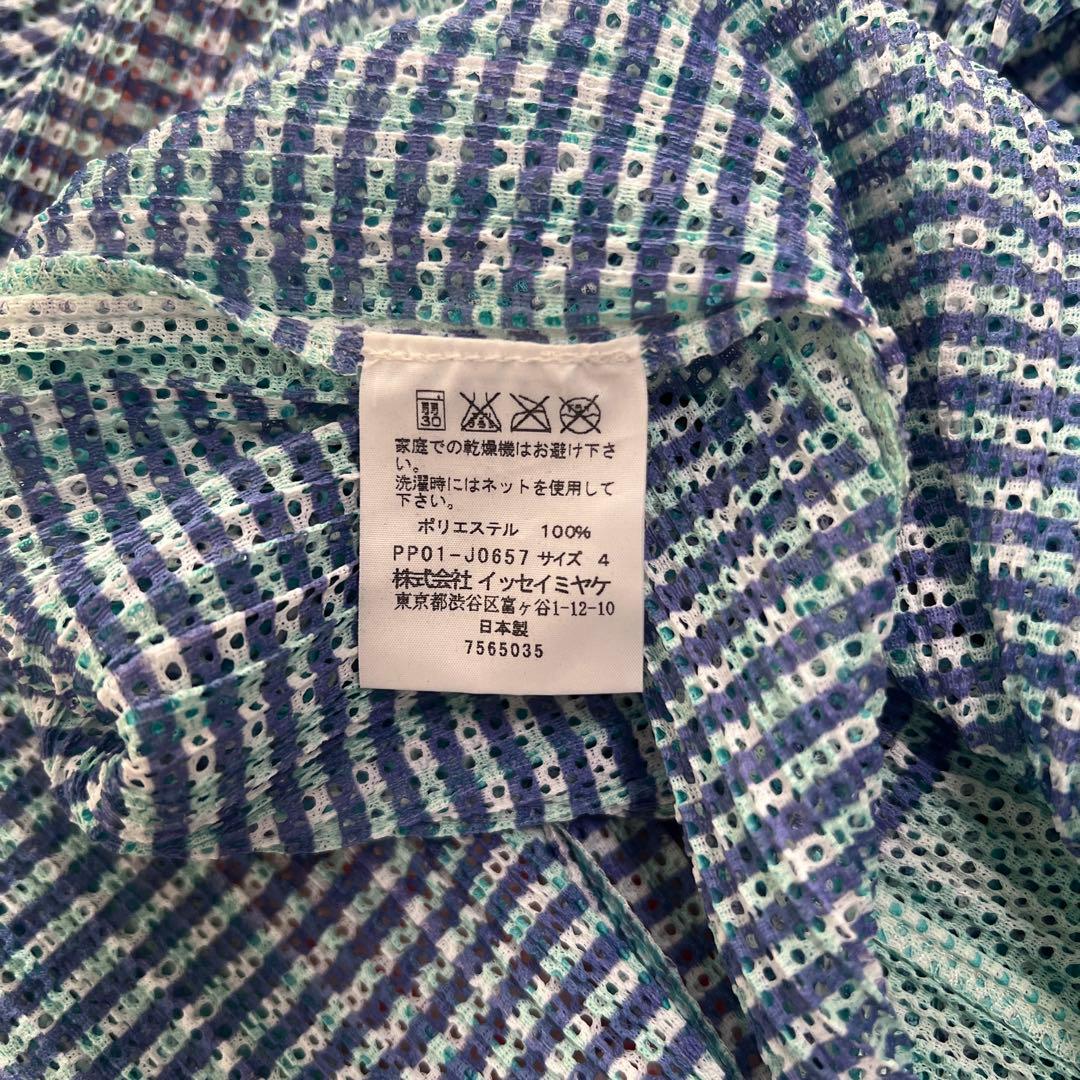 弱 30
家庭での乾燥機はお避け下さ
い。
洗濯時にはネットを使用して
下さい。
ポリエステル 100%
PP01-J0657 サイズ 4
株式会社 イッセイミヤケ
東京都渋谷区富ヶ谷1-12-10
日本製
7565035